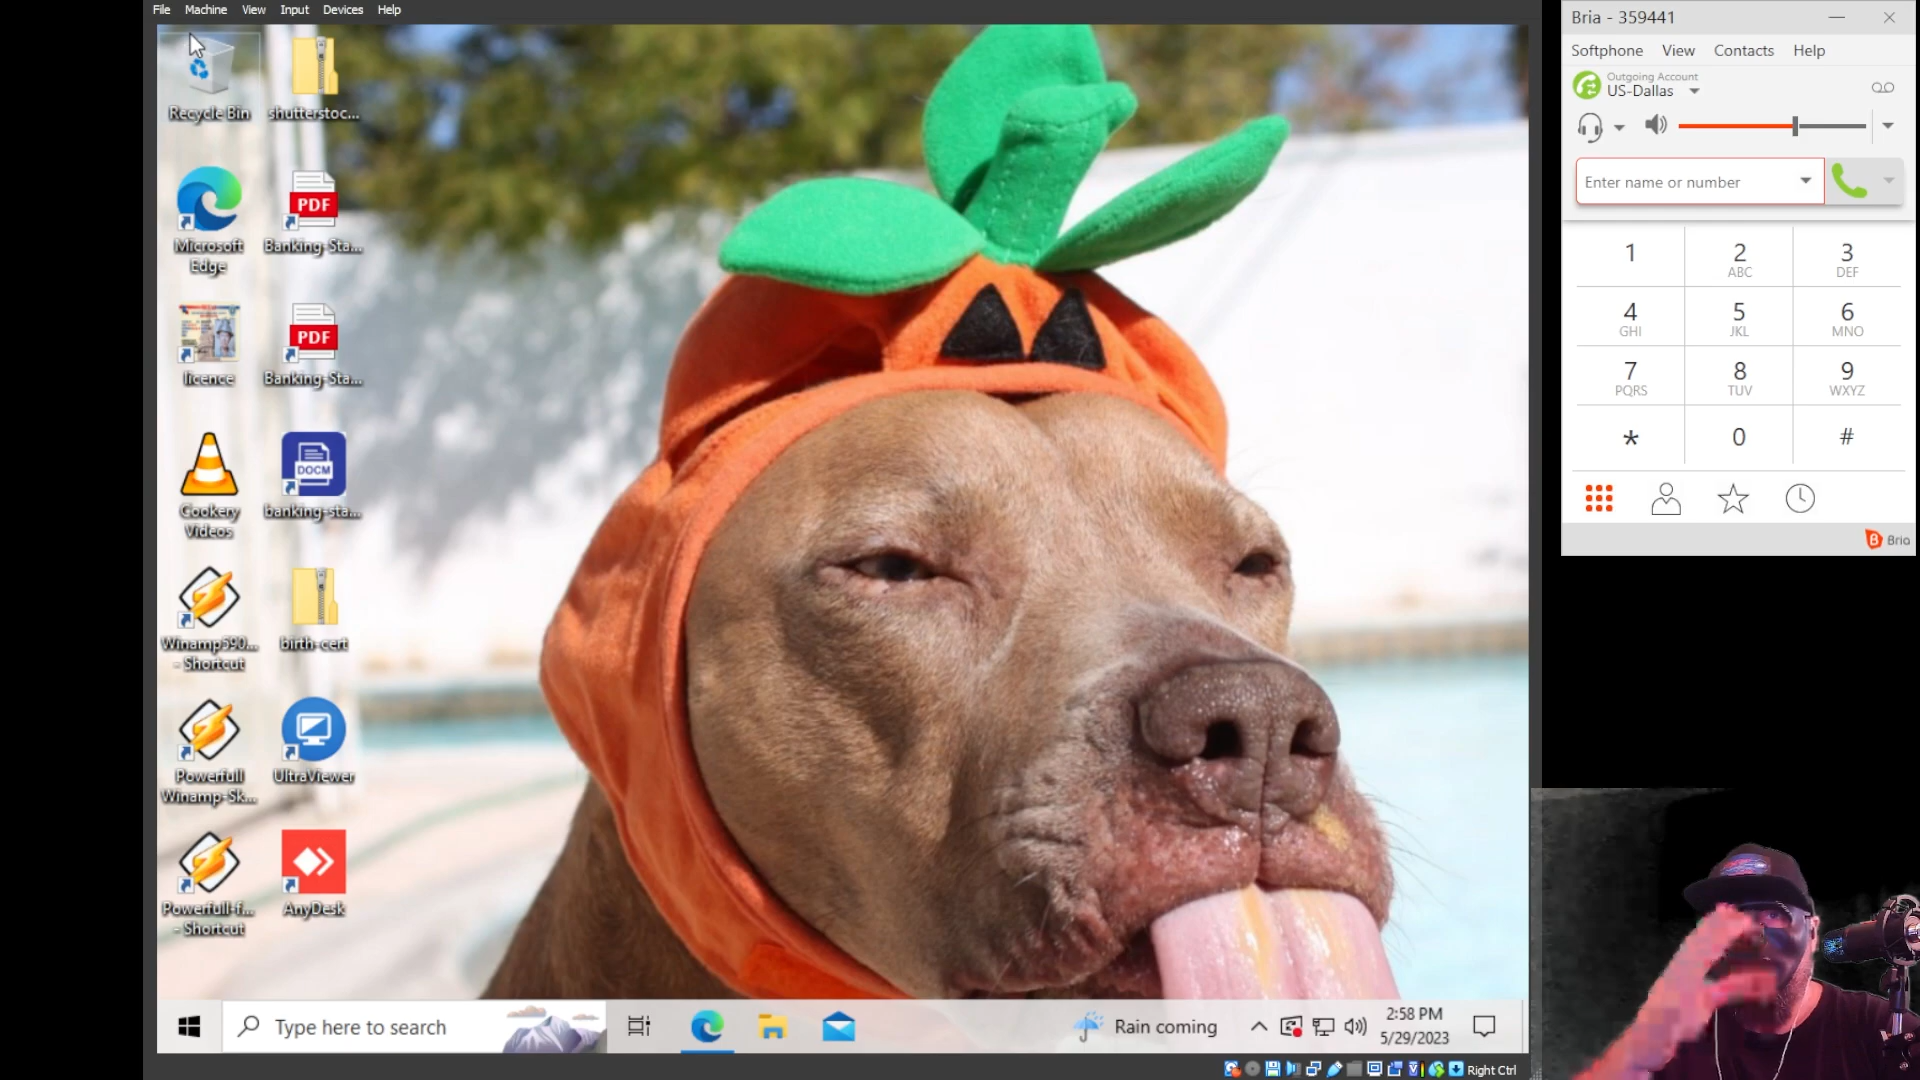 File Machine View Input Devices Help
Recycle Bin
shutterstoc...
Microsoft
Edge
PDF
Banking-Sta...
licence
PDF
Banking-Sta...
Cookery
Videos
DOCM
banking-sta...
Winamp590...
- Shortcut
birth-cert
Powerfull
Winamp-Sk...
UltraViewer
Powerfull-f...
- Shortcut
AnyDesk
Type here to search
Rain coming
2:58 PM
5/29/2023
Right Ctrl
Bria - 359441
Softphone View Contacts Help
Outgoing Account
US-Dallas
Enter name or number
1 2 3
ABC DEF
4 5 6
GHI JKL MNO
7 8 9
PQRS TUV WXYZ
* 0 #
Bria